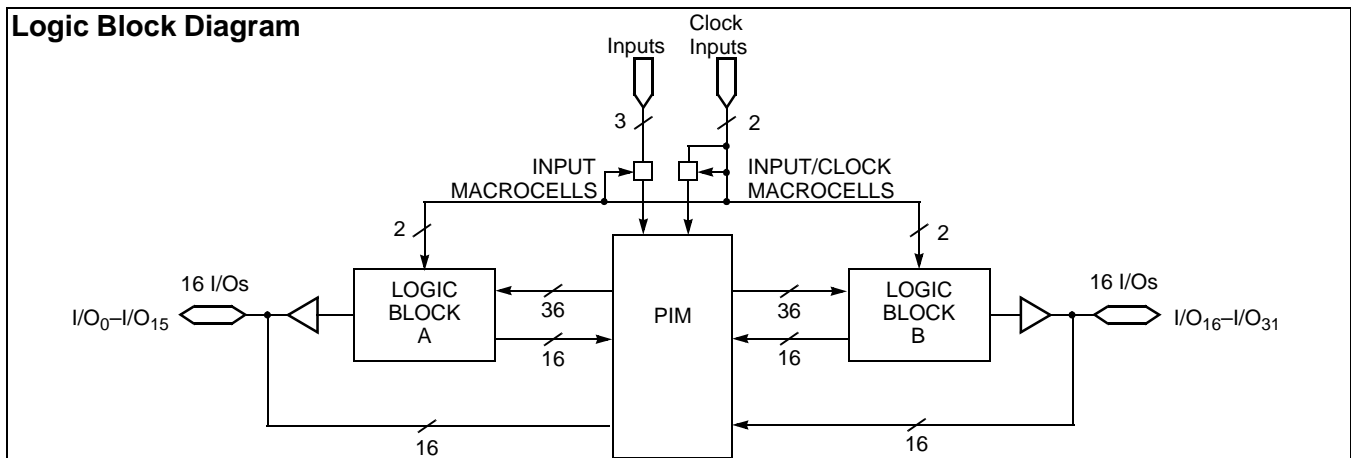 Logic Block Diagram
Inputs
Clock
Inputs
3
2
INPUT
MACROCELLS
INPUT/CLOCK
MACROCELLS
2
2
16 I/Os
I/O0–I/O15
LOGIC
BLOCK
A
36
16
PIM
36
16
LOGIC
BLOCK
B
16 I/Os
I/O16–I/O31
16
16